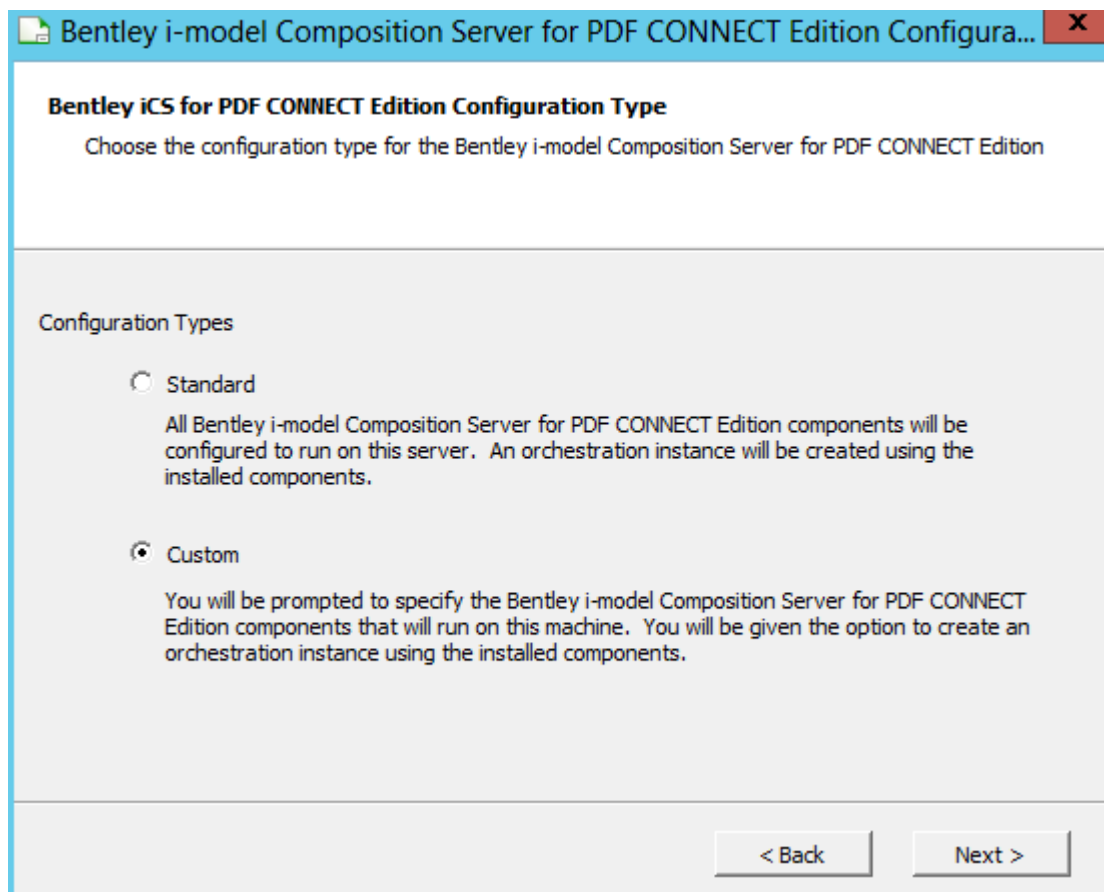 Bentley i-model Composition Server for PDF CONNECT Edition Configura... x
Bentley iCS for PDF CONNECT Edition Configuration Type
Choose the configuration type for the Bentley i-model Composition Server for PDF CONNECT Edition
Configuration Types
Standard
All Bentley i-model Composition Server for PDF CONNECT Edition components will be
configured to run on this server. An orchestration instance will be created using the
installed components.
Custom
You will be prompted to specify the Bentley i-model Composition Server for PDF CONNECT
Edition components that will run on this machine. You will be given the option to create an
orchestration instance using the installed components.
< Back Next >